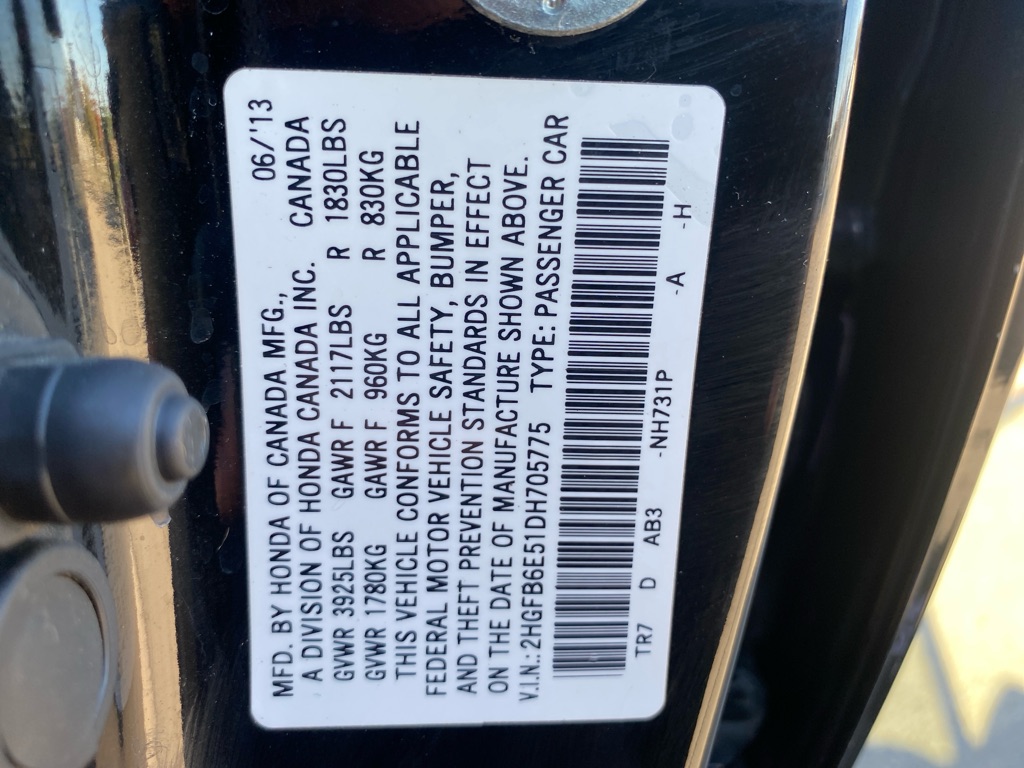 MFD. BY HONDA OF CANADA MFG., 06/'13
A DIVISION OF HONDA CANADA INC. CANADA
GVWR 3925LBS GAWR F 2117LBS R 1830LBS
GVWR 1780KG GAWR F 960KG R 830KG
THIS VEHICLE CONFORMS TO ALL APPLICABLE
FEDERAL MOTOR VEHICLE SAFETY, BUMPER,
AND THEFT PREVENTION STANDARDS IN EFFECT
ON THE DATE OF MANUFACTURE SHOWN ABOVE.
V.I.N.: 2HGFB6E51DH705775 TYPE: PASSENGER CAR
TR7 D AB3 -NH731P -A -H